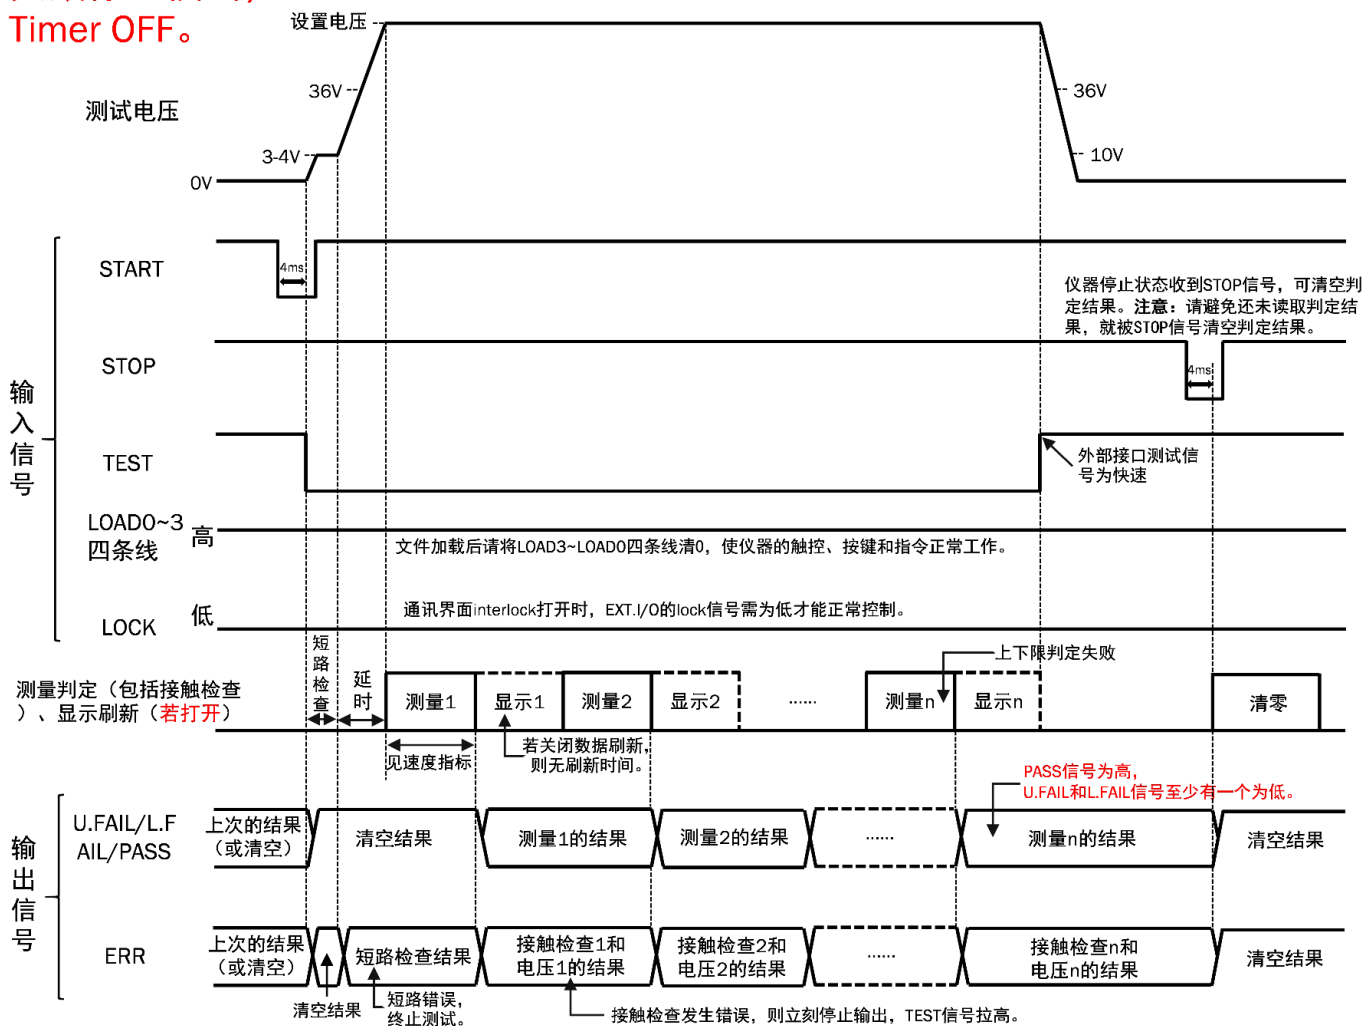 Timer OFF。
设置电压
36V
测试电压
3-4V
0V
36V
10V
START
4ms
仪器停止状态收到STOP信号，可清空判
定结果。注意：请避免还未读取判定结
果，就被STOP信号清空判定结果。
STOP
4ms
输入信号
TEST
外部接口测试信
号为快速
LOAD0~3
四条线
高
文件加载后请将LOAD3~LOAD0四条线清0，使仪器的触控、按键和指令正常工作。
LOCK
低
通讯界面interlock打开时，EXT.I/O的lock信号需为低才能正常控制。
短路检查
延时
上下限判定失败
测量判定（包括接触检查
）、显示刷新（若打开）
测量1
显示1
测量2
显示2
……
测量n
显示n
清零
见速度指标
若关闭数据刷新，
则无刷新时间。
PASS信号为高，
U.FAIL和L.FAIL信号至少有一个为低。
输出信号
U.FAIL/L.F
AIL/PASS
上次的结果
（或清空）
清空结果
测量1的结果
测量2的结果
……
测量n的结果
清空结果
ERR
上次的结果
（或清空）
短路检查结果
接触检查1和
电压1的结果
接触检查2和
电压2的结果
……
接触检查n和
电压n的结果
清空结果
清空结果
短路错误，
终止测试。
接触检查发生错误，则立刻停止输出，TEST信号拉高。